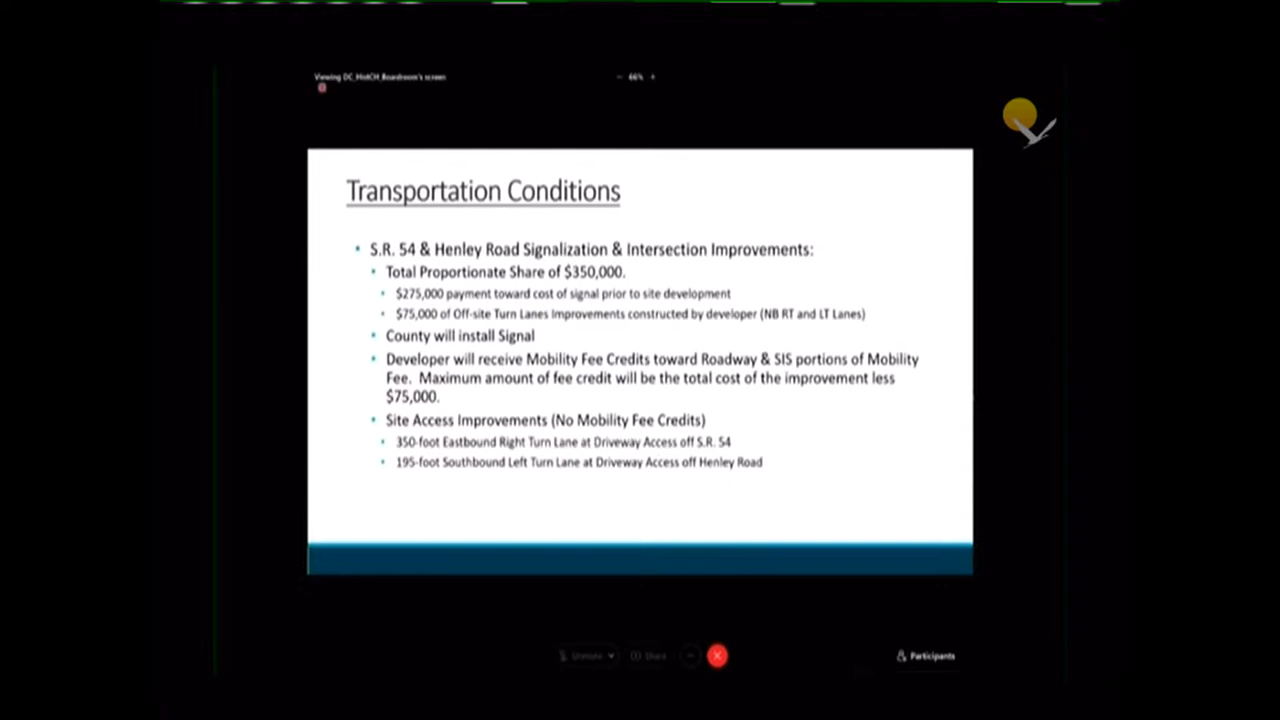 Viewing DC_HistCH_Boardroom's screen
66%
Transportation Conditions
S.R. 54 & Henley Road Signalization & Intersection Improvements:
Total Proportionate Share of $350,000.
$275,000 payment toward cost of signal prior to site development
$75,000 of Off-site Turn Lanes Improvements constructed by developer (NB RT and LT Lanes)
County will install Signal
Developer will receive Mobility Fee Credits toward Roadway & SIS portions of Mobility
Fee. Maximum amount of fee credit will be the total cost of the improvement less
$75,000.
Site Access Improvements (No Mobility Fee Credits)
350-foot Eastbound Right Turn Lane at Driveway Access off S.R. 54
195-foot Southbound Left Turn Lane at Driveway Access off Henley Road
Unmute
Share
Participants